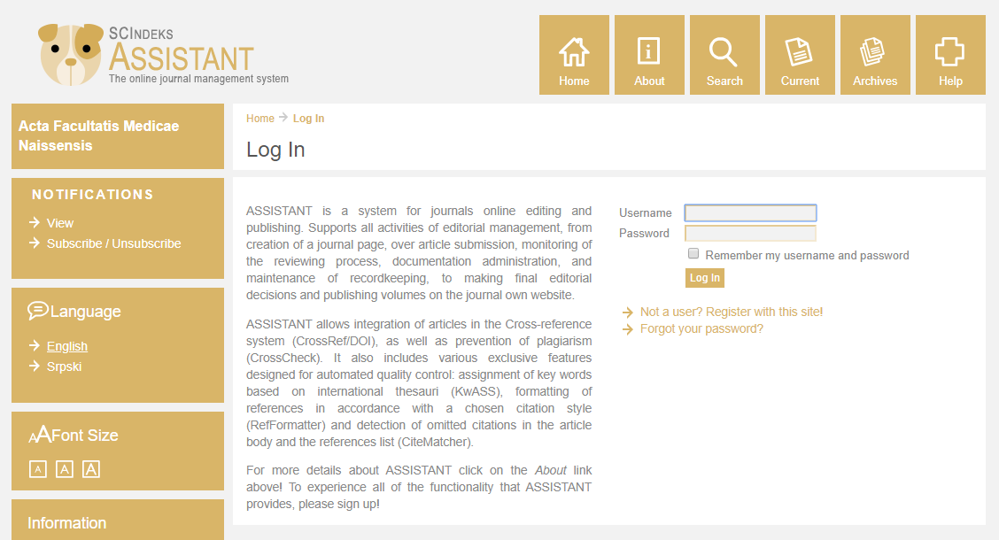 SCIndeks
Assistant
The online journal management system
Home
About
Search
Current
Archives
Help
Acta Facultatis Medicae
Naissensis
NOTIFICATIONS
View
Subscribe / Unsubscribe
Language
English
Srpski
AA Font Size
A A A
Information
Home Log In
Log In
ASSISTANT is a system for journals online editing and
publishing. Supports all activities of editorial management, from
creation of a journal page, over article submission, monitoring of
the reviewing process, documentation administration, and
maintenance of recordkeeping, to making final editorial
decisions and publishing volumes on the journal own website.
ASSISTANT allows integration of articles in the Cross-reference
system (CrossRef/DOI), as well as prevention of plagiarism
(CrossCheck). It also includes various exclusive features
designed for automated quality control: assignment of key words
based on international thesauri (KwASS), formatting of
references in accordance with a chosen citation style
(RefFormatter) and detection of omitted citations in the article
body and the references list (CiteMatcher).
For more details about ASSISTANT click on the About link
above! To experience all of the functionality that ASSISTANT
provides, please sign up!
Username
Password
Remember my username and password
Log In
Not a user? Register with this site!
Forgot your password?